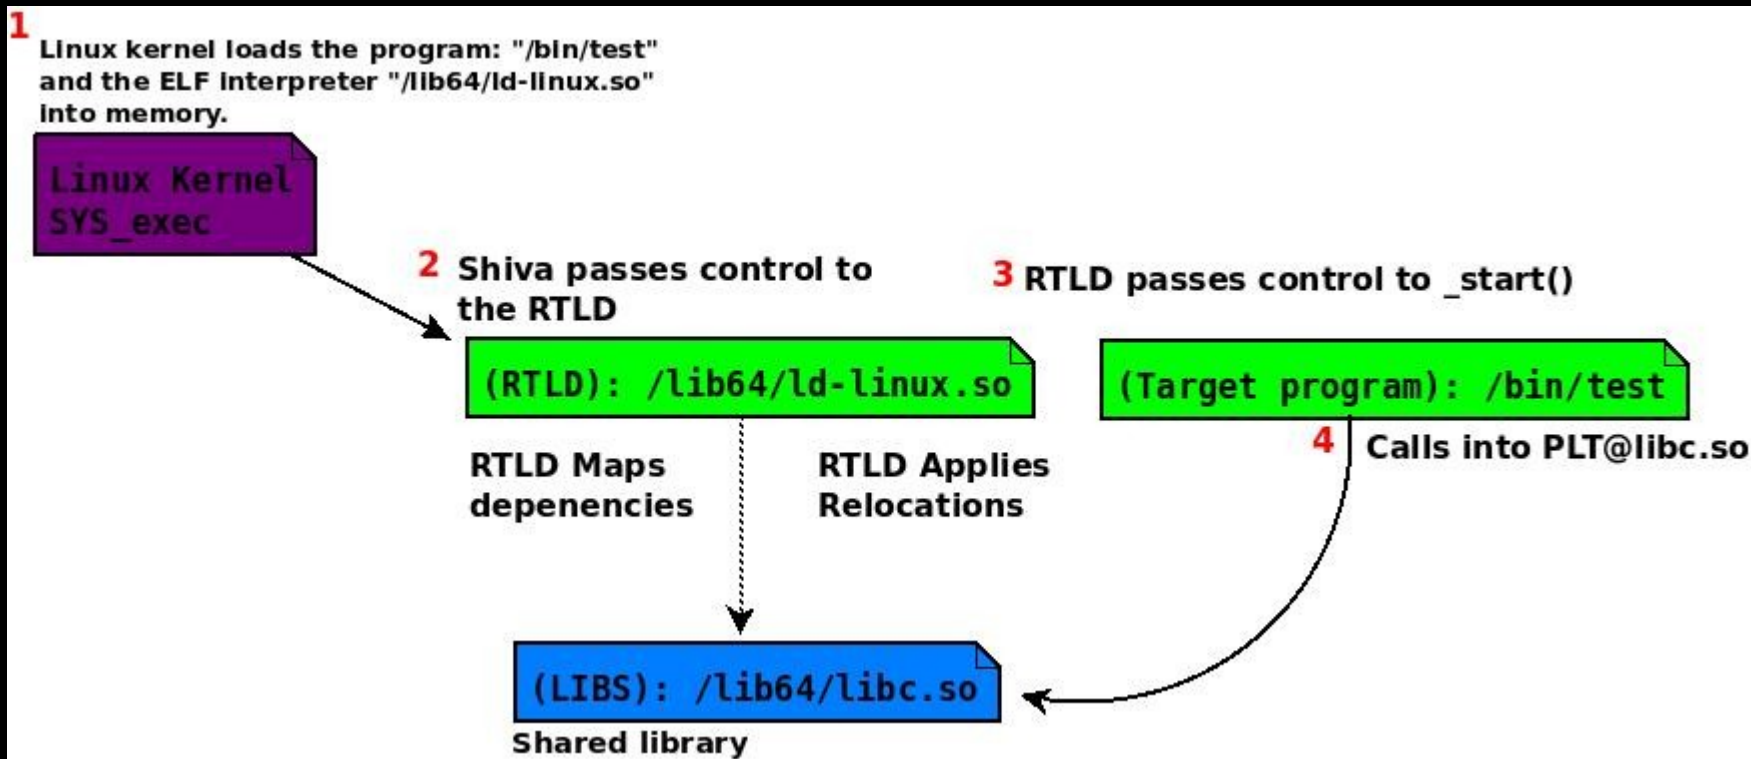 1
Linux kernel loads the program: "/bin/test"
and the ELF interpreter "/lib64/ld-linux.so"
into memory.
Linux Kernel
SYS_exec
2 Shiva passes control to
the RTLD
3 RTLD passes control to _start()
(RTLD): /lib64/ld-linux.so
(Target program): /bin/test
4 Calls into PLT@libc.so
RTLD Maps
depenencies
RTLD Applies
Relocations
(LIBS): /lib64/libc.so
Shared library